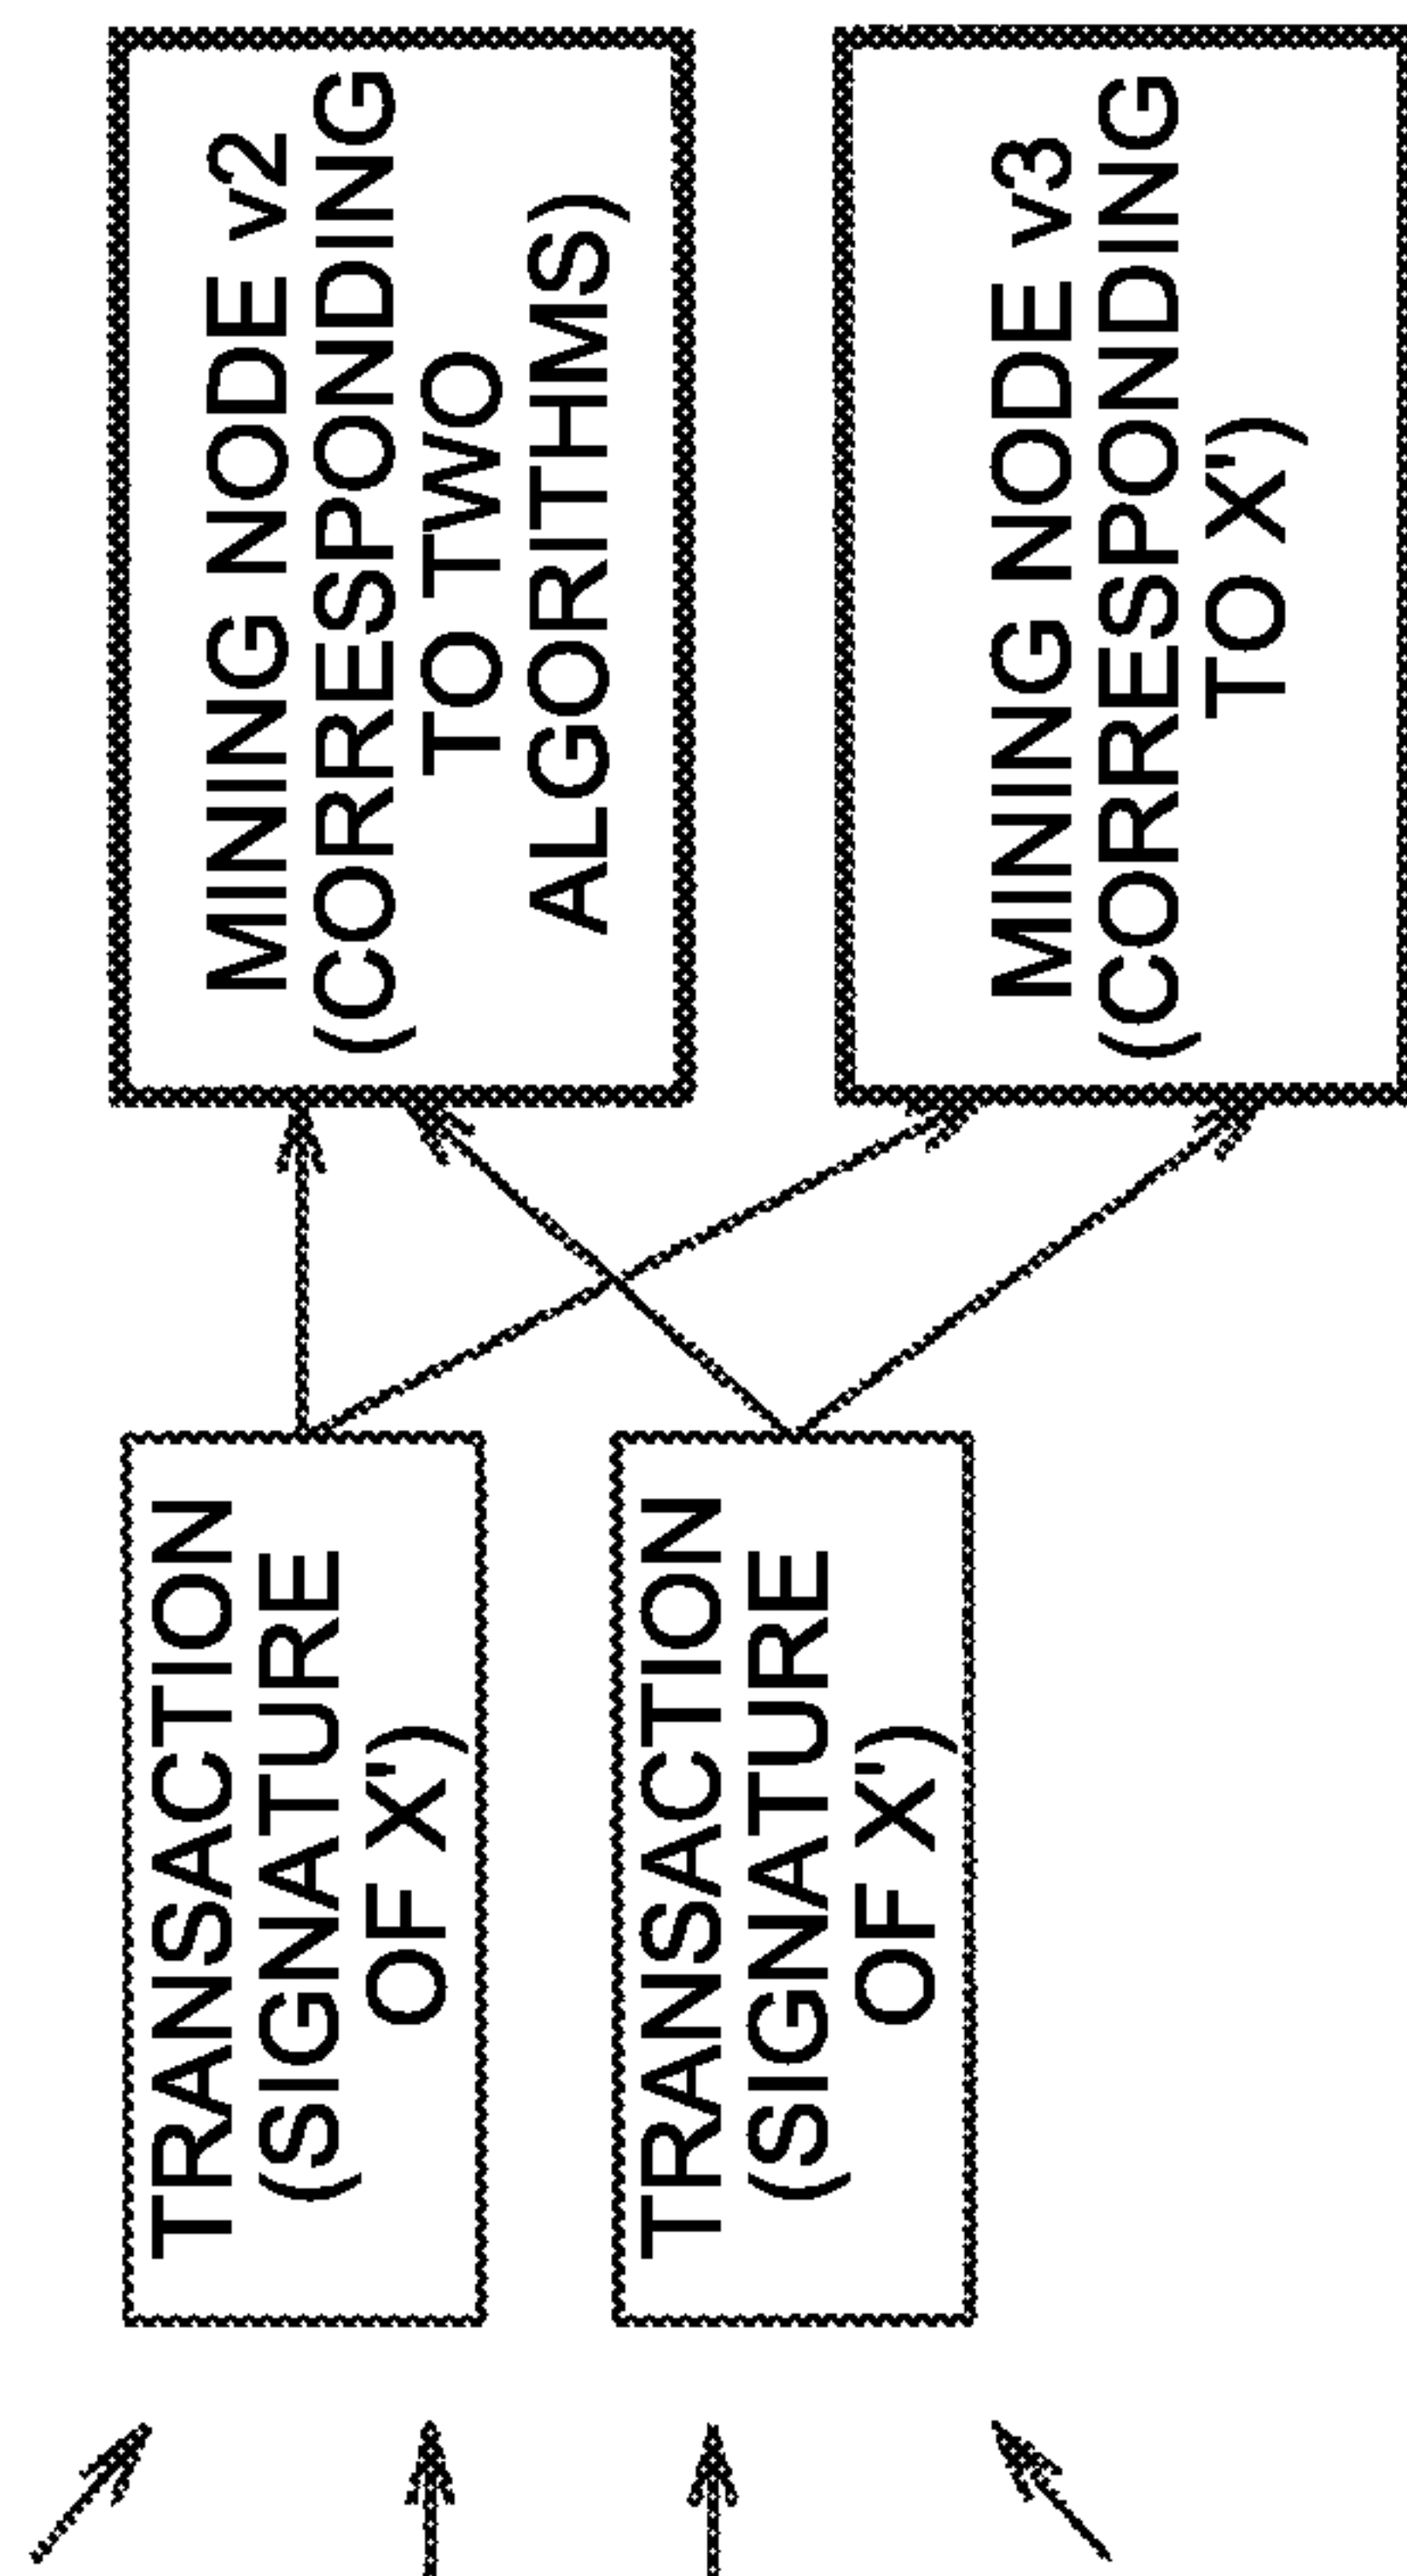 TRANSACTION
(SIGNATURE
OF X')
TRANSACTION
(SIGNATURE
OF X')
MINING NODE v2
(CORRESPONDING
TO TWO
ALGORITHMS)
MINING NODE v3
(CORRESPONDING
TO X')